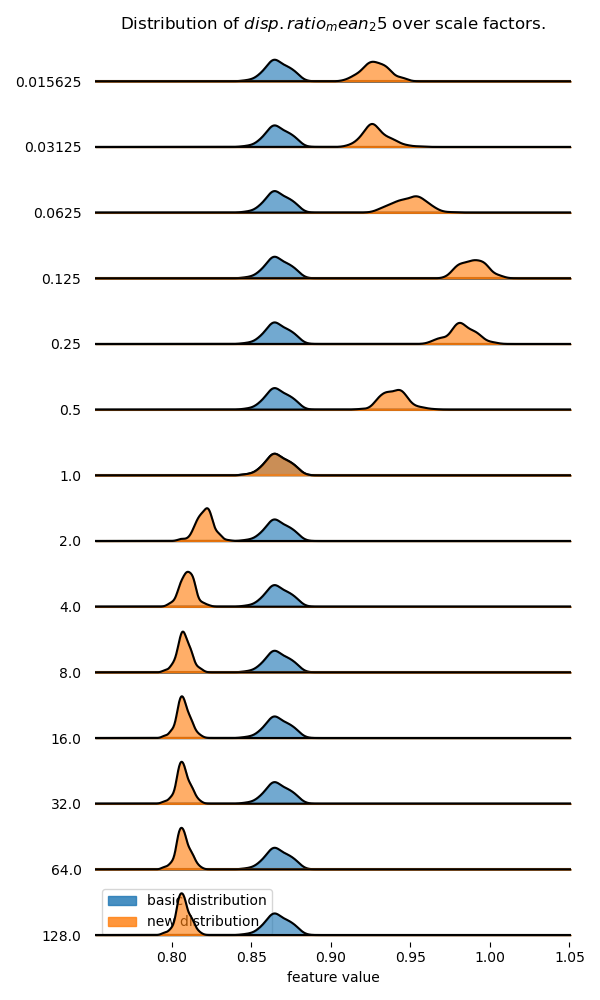 Distribution of disp.ratio_mean_25 over scale factors.
0.015625
0.03125
0.0625
0.125
0.25
0.5
1.0
2.0
4.0
8.0
16.0
32.0
64.0
basic distribution
new distribution
128.0
0.80 0.85 0.90 0.95 1.00 1.05
feature value